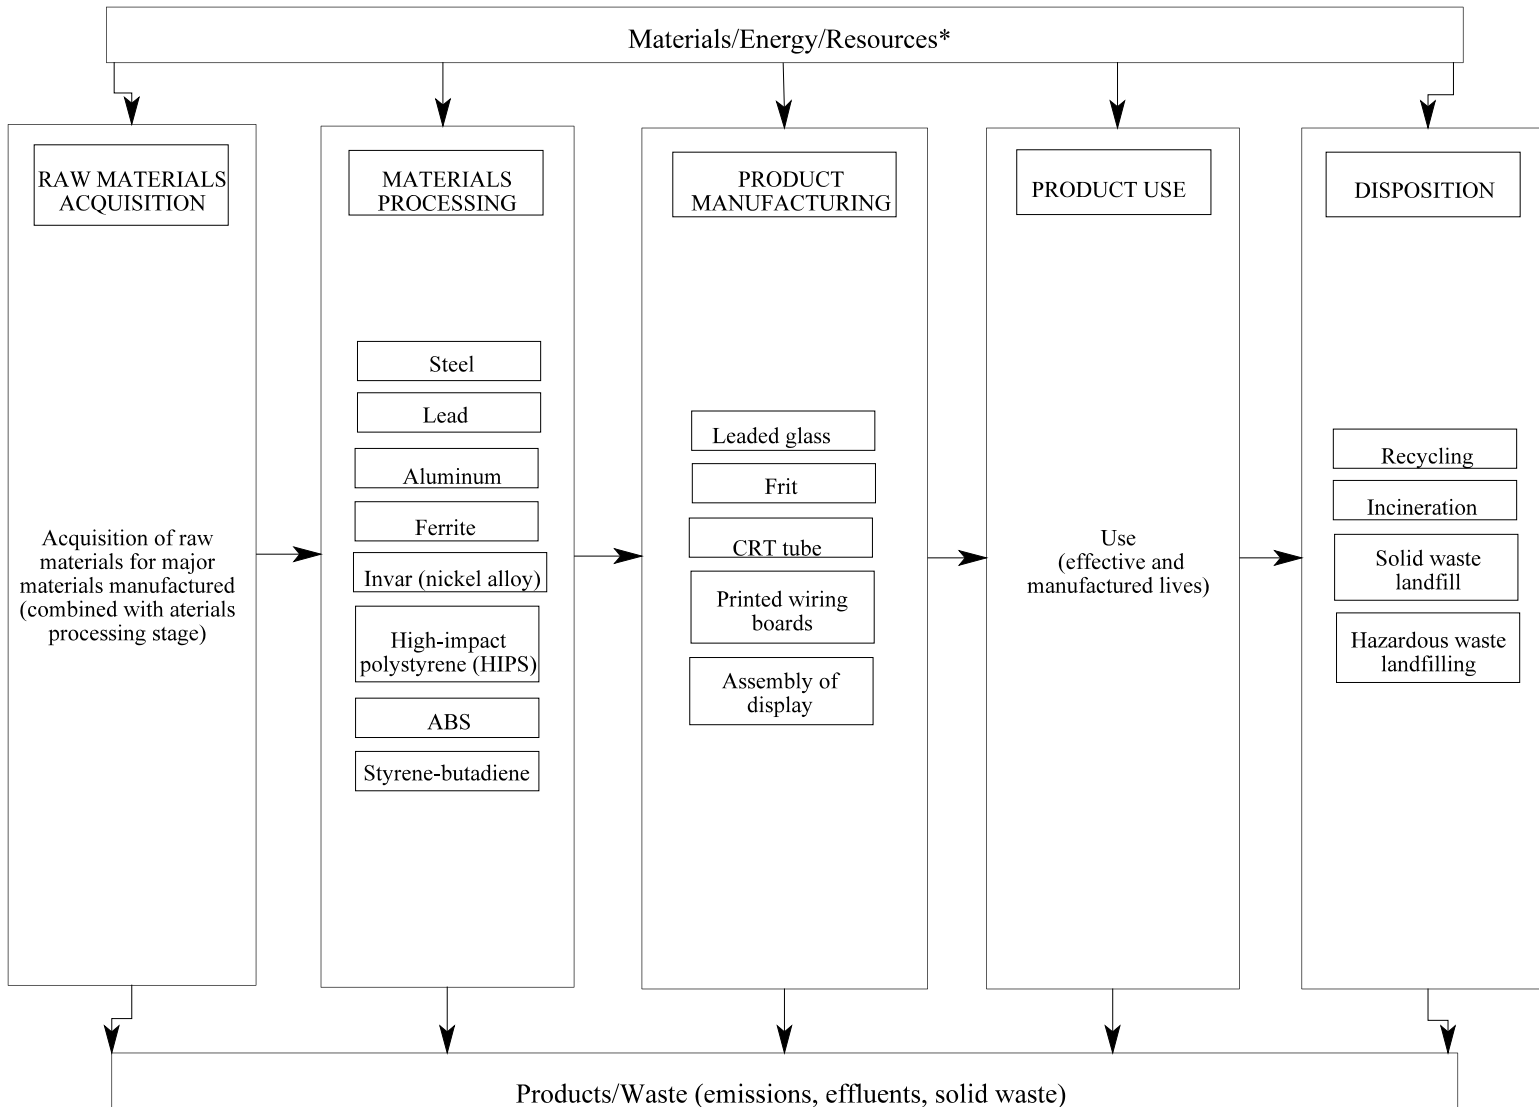 Materials/Energy/Resources*
RAW MATERIALS
ACQUISITION
MATERIALS
PROCESSING
PRODUCT
MANUFACTURING
PRODUCT USE
DISPOSITION
Acquisition of raw
materials for major
materials manufactured
(combined with aterials
processing stage)
Steel
Lead
Aluminum
Ferrite
Invar (nickel alloy)
High-impact
polystyrene (HIPS)
ABS
Styrene-butadiene
Leaded glass
Frit
CRT tube
Printed wiring
boards
Assembly of
display
Use
(effective and
manufactured lives)
Recycling
Incineration
Solid waste
landfill
Hazardous waste
landfilling
Products/Waste (emissions, effluents, solid waste)